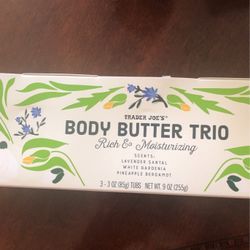 TRADER JOE'S
BODY BUTTER TRIO
Rich & Moisturizing
SCENTS:
LAVENDER SANTAL
WHITE GARDENIA
PINEAPPLE BERGAMOT
3 - 3 OZ (85g) TUBS / NET WT. 9 OZ (255g)